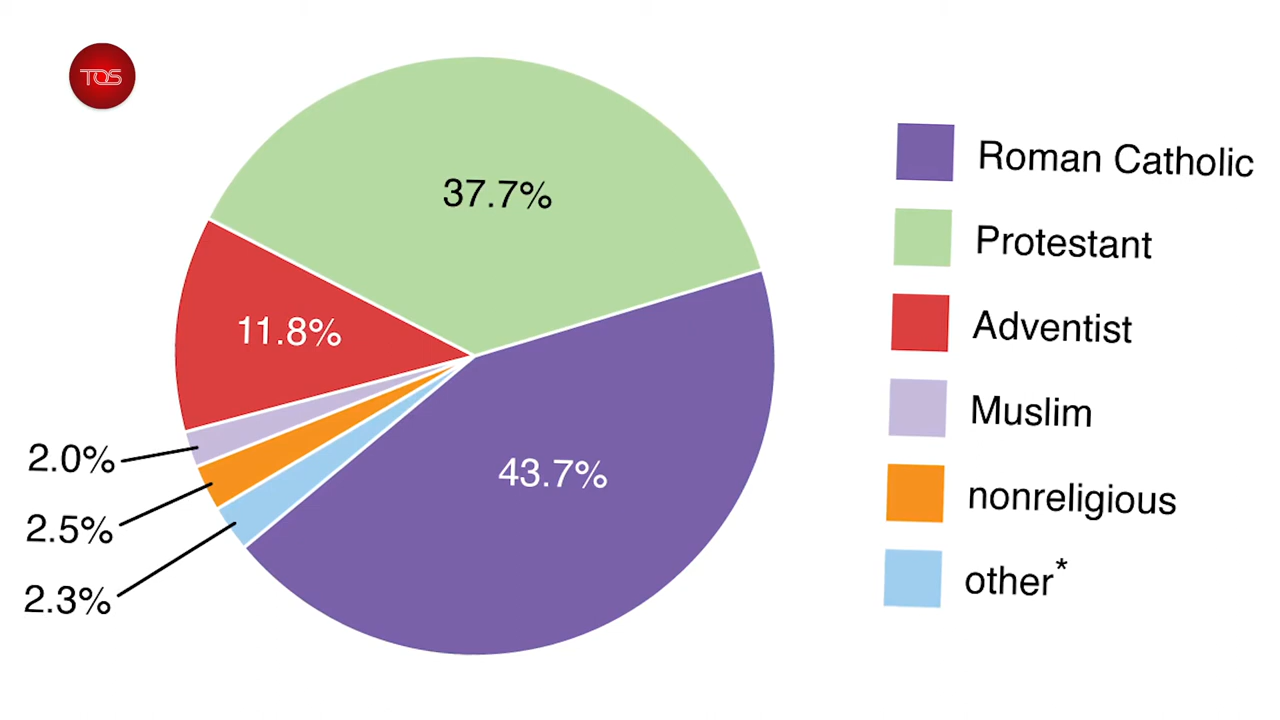 TQS
37.7%
11.8%
2.0%
2.5%
2.3%
43.7%
Roman Catholic
Protestant
Adventist
Muslim
nonreligious
other*